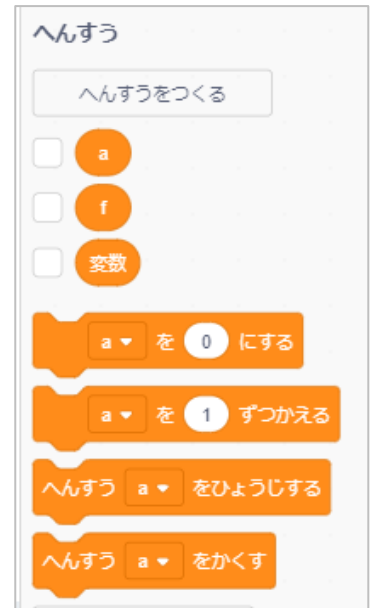 へんすう
へんすうをつくる
a
f
変数
a を 0 にする
a を 1 ずつかえる
へんすう a をひょうじする
へんすう a をかくす